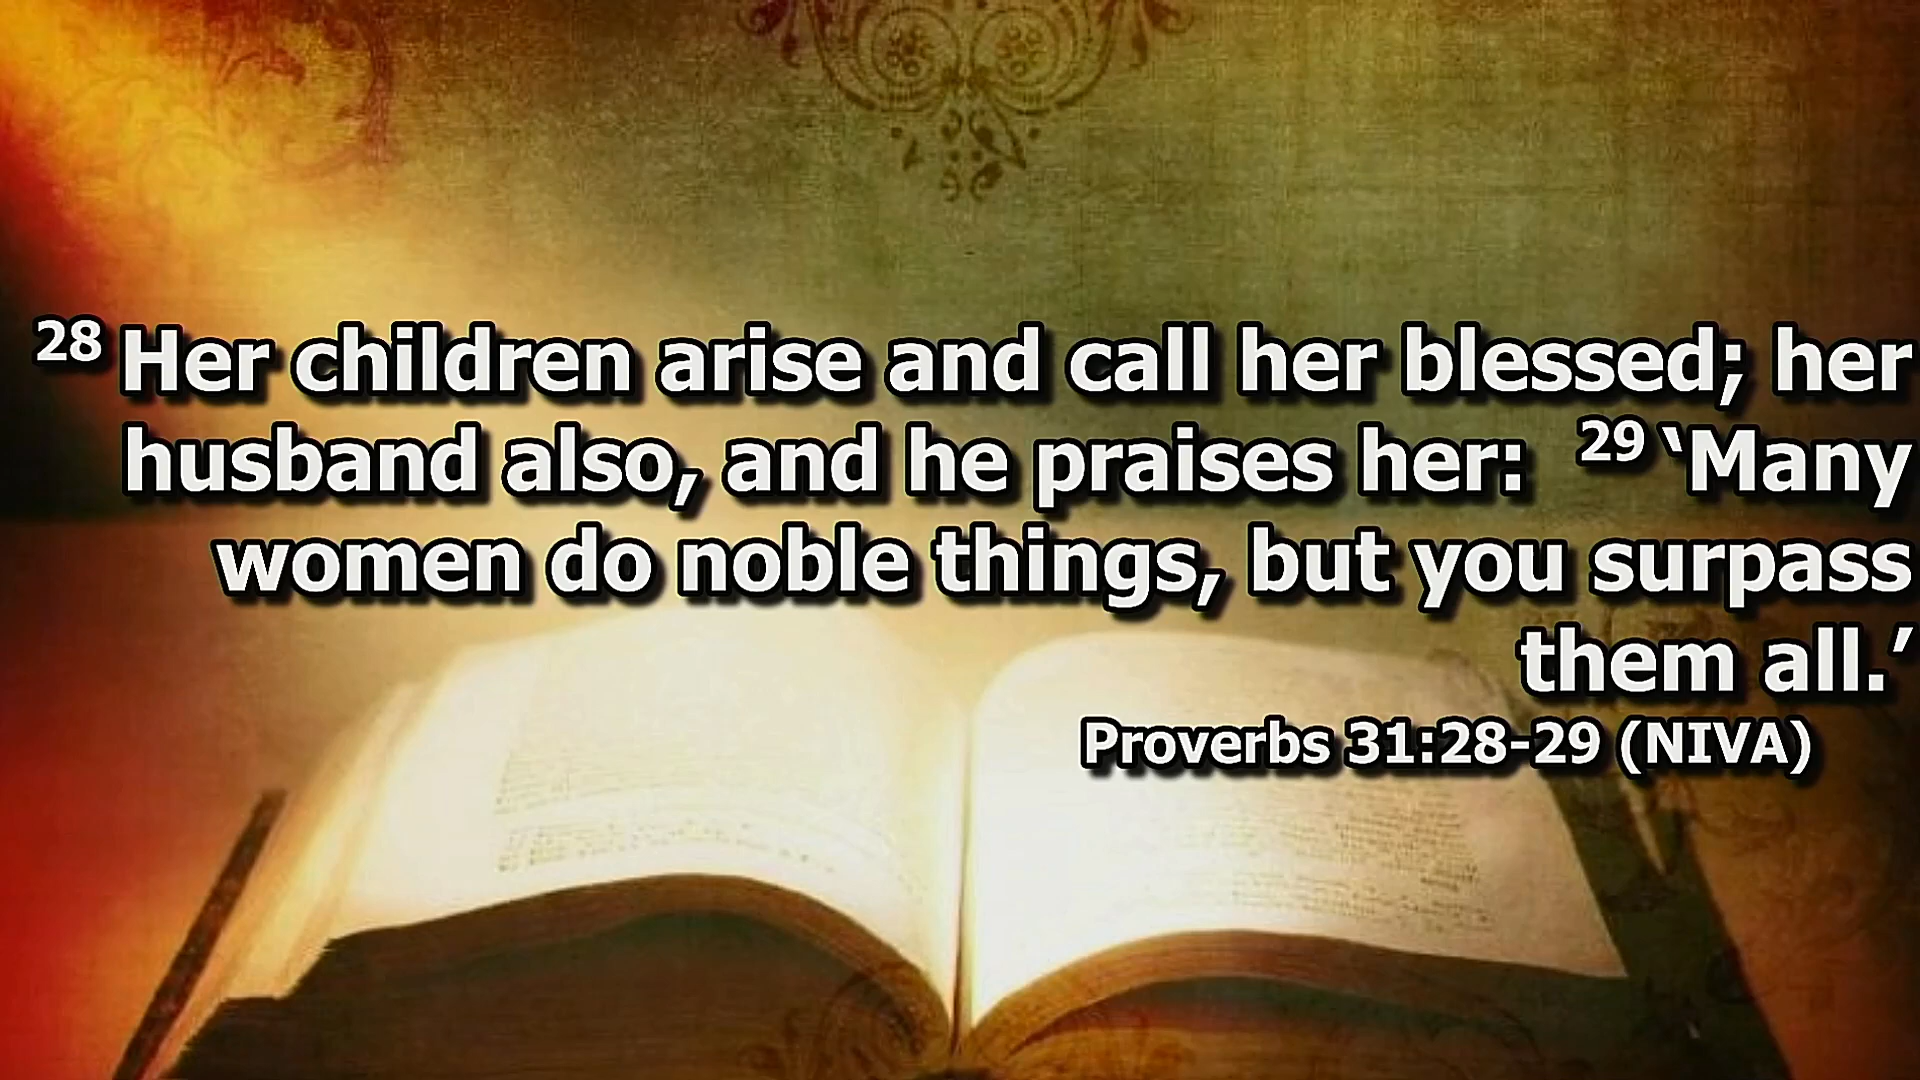 28 Her children arise and call her blessed; her
husband also, and he praises her: 29 ‘Many
women do noble things, but you surpass
them all.’
Proverbs 31:28-29 (NIVA)